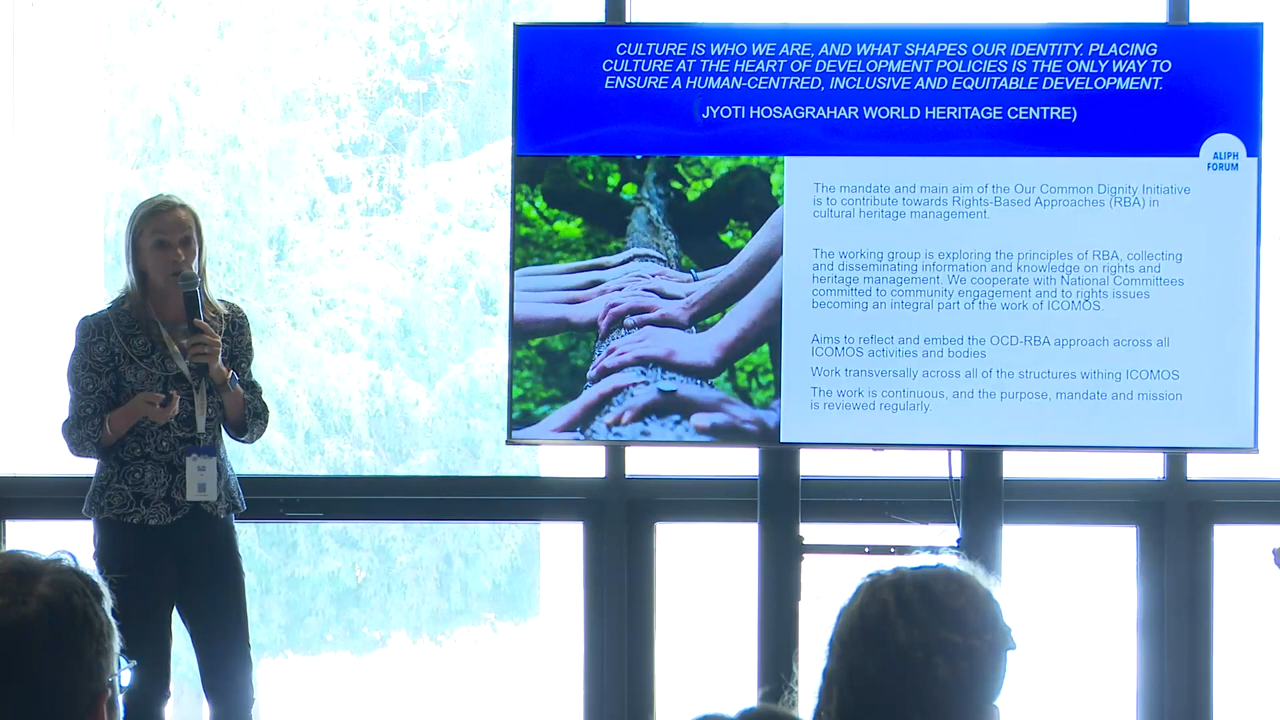 CULTURE IS WHO WE ARE, AND WHAT SHAPES OUR IDENTITY. PLACING
CULTURE AT THE HEART OF DEVELOPMENT POLICIES IS THE ONLY WAY TO
ENSURE A HUMAN-CENTRED, INCLUSIVE AND EQUITABLE DEVELOPMENT.
(JYOTI HOSAGRAHAR WORLD HERITAGE CENTRE)
ALIPH
FORUM
The mandate and main aim of the Our Common Dignity Initiative
is to contribute towards Rights-Based Approaches (RBA) in
cultural heritage management.
The working group is exploring the principles of RBA, collecting
and disseminating information and knowledge on rights and
heritage management. We cooperate with National Committees
committed to community engagement and to rights issues
becoming an integral part of the work of ICOMOS.
Aims to reflect and embed the OCD-RBA approach across all
ICOMOS activities and bodies
Work transversally across all of the structures withing ICOMOS
The work is continuous, and the purpose, mandate and mission
is reviewed regularly.